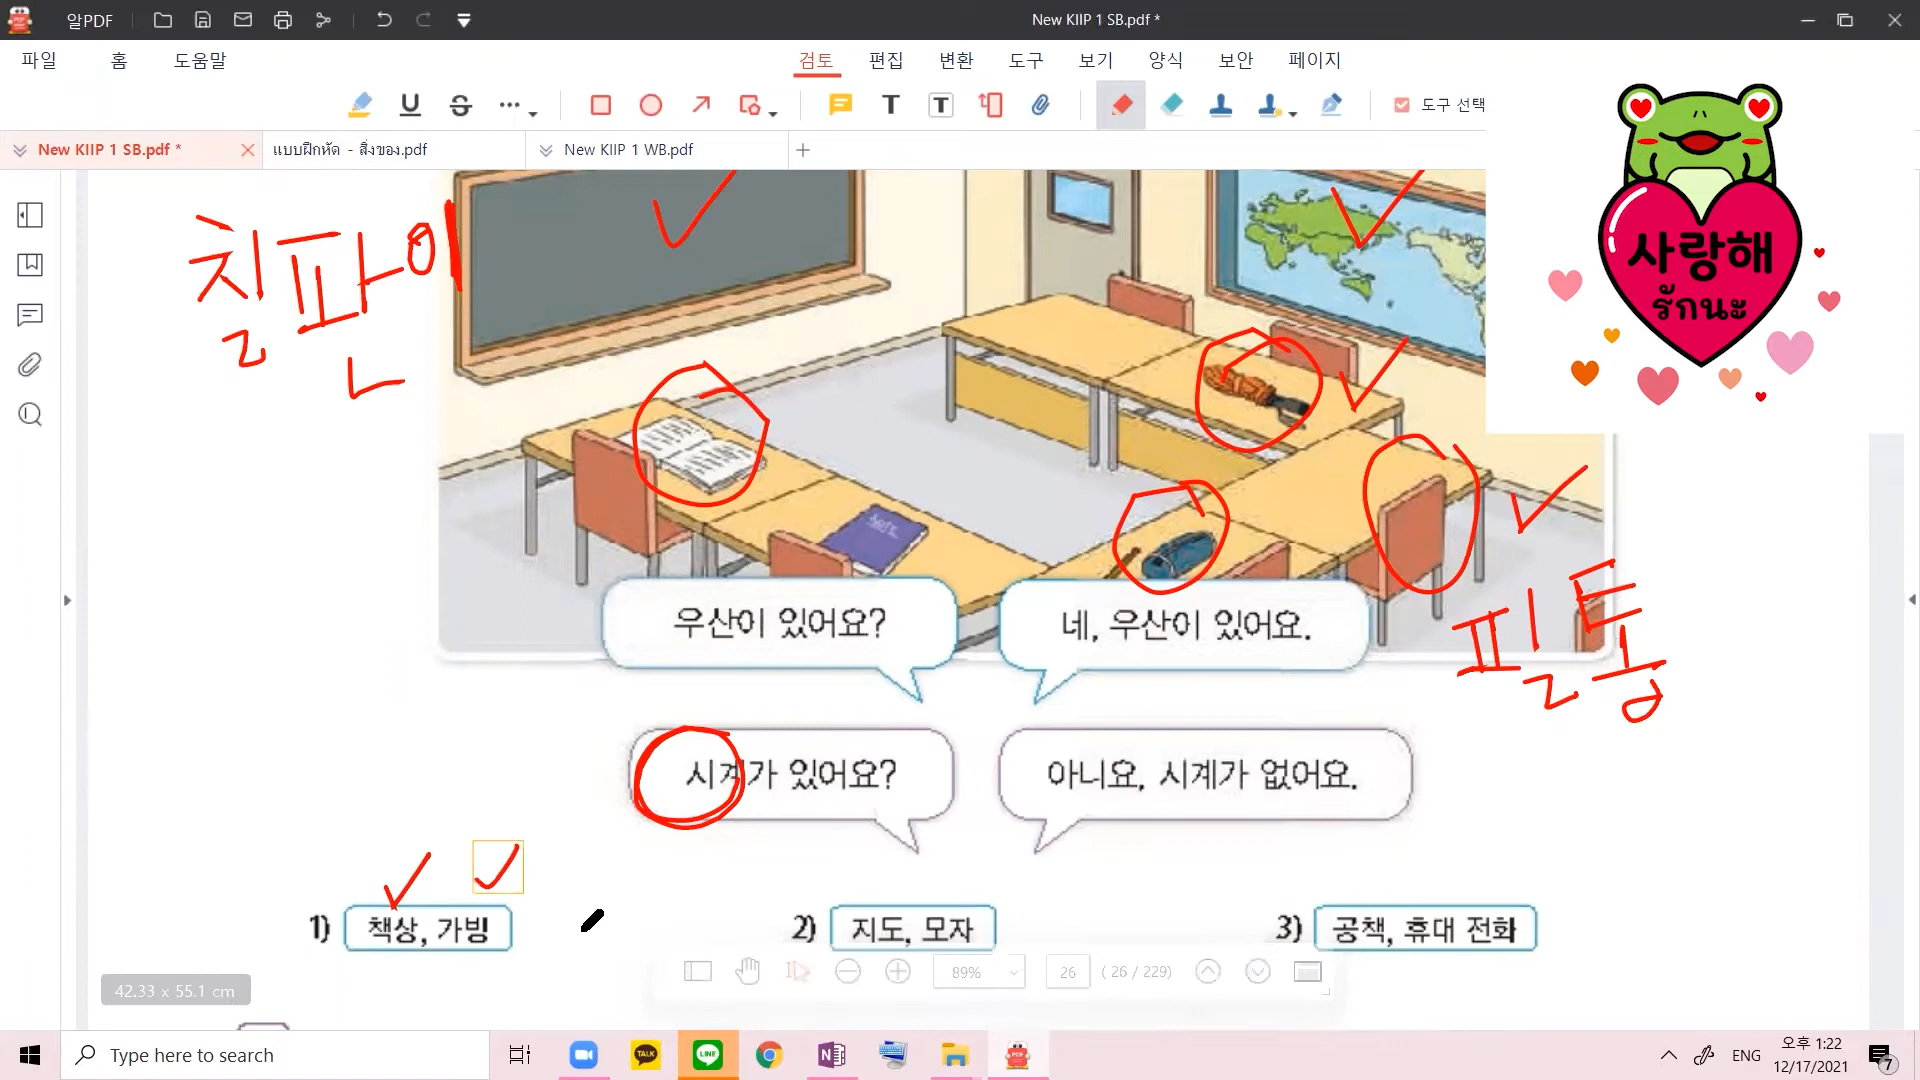 알PDF
New KIIP 1 SB.pdf *
파일 홈 도움말 검토 편집 변환 도구 보기 양식 보안 페이지
도구 선택
New KIIP 1 SB.pdf *
แบบฝึกหัด - สิ่งของ.pdf
New KIIP 1 WB.pdf
사랑해
รักนะ
칠판이
NOTE
필통
우산이 있어요?
네, 우산이 있어요.
시계가 있어요?
아니요, 시계가 없어요.
1) 책상, 가방
2) 지도, 모자
3) 공책, 휴대 전화
89%
26
( 26 / 229)
42.33 x 55.1 cm
Type here to search
TALK
LINE
N
PDF
ENG
오후 1:22
12/17/2021
7